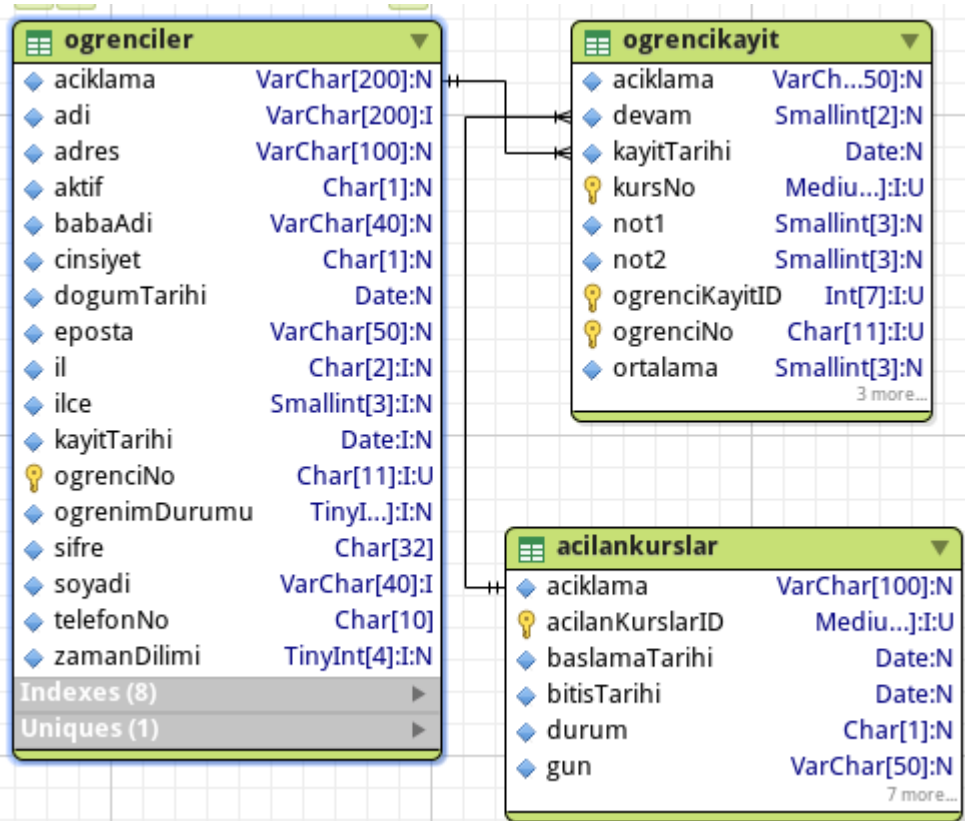 ogrenciler
aciklama VarChar[200]:N
adi VarChar[200]:I
adres VarChar[100]:N
aktif Char[1]:N
babaAdi VarChar[40]:N
cinsiyet Char[1]:N
dogumTarihi Date:N
eposta VarChar[50]:N
il Char[2]:I:N
ilce Smallint[3]:I:N
kayitTarihi Date:I:N
ogrenciNo Char[11]:I:U
ogrenimDurumu TinyI...]:I:N
sifre Char[32]
soyadi VarChar[40]:I
telefonNo Char[10]
zamanDilimi TinyInt[4]:I:N
Indexes (8)
Uniques (1)
ogrencikayit
aciklama VarCh...50]:N
devam Smallint[2]:N
kayitTarihi Date:N
kursNo Mediu...]:I:U
not1 Smallint[3]:N
not2 Smallint[3]:N
ogrenciKayitID Int[7]:I:U
ogrenciNo Char[11]:I:U
ortalama Smallint[3]:N
3 more...
acilankurslar
aciklama VarChar[100]:N
acilanKurslarID Mediu...]:I:U
baslamaTarihi Date:N
bitisTarihi Date:N
durum Char[1]:N
gun VarChar[50]:N
7 more...